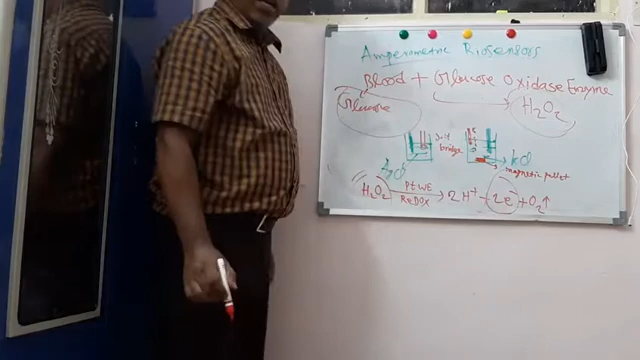 Amperometric Biosensors
Blood + Glucose Oxidase Enzyme
Glucose
H2O2
bridge
kcl
magnetic pellet
H2O2 Pt WE ReDOX → 2H+ - 2e + O2↑